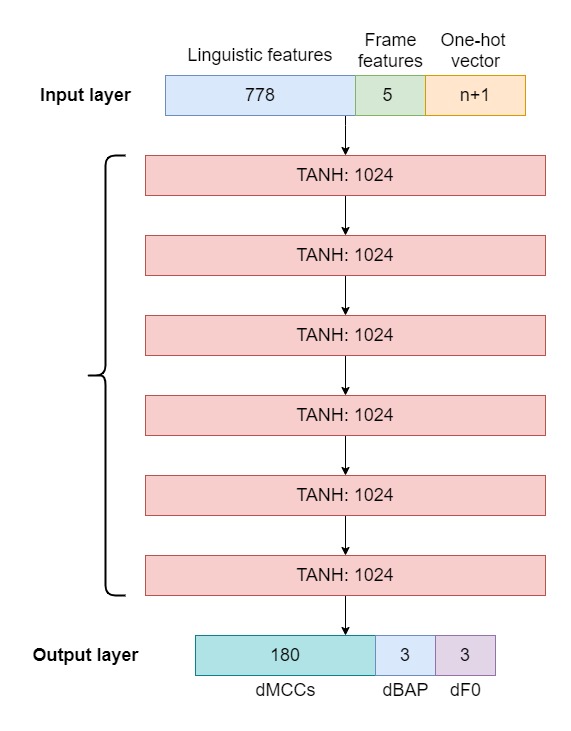 Linguistic features
Frame
features
One-hot
vector
Input layer
778
5
n+1
TANH: 1024
TANH: 1024
TANH: 1024
TANH: 1024
TANH: 1024
TANH: 1024
Output layer
180
3
3
dMCCs
dBAP
dF0